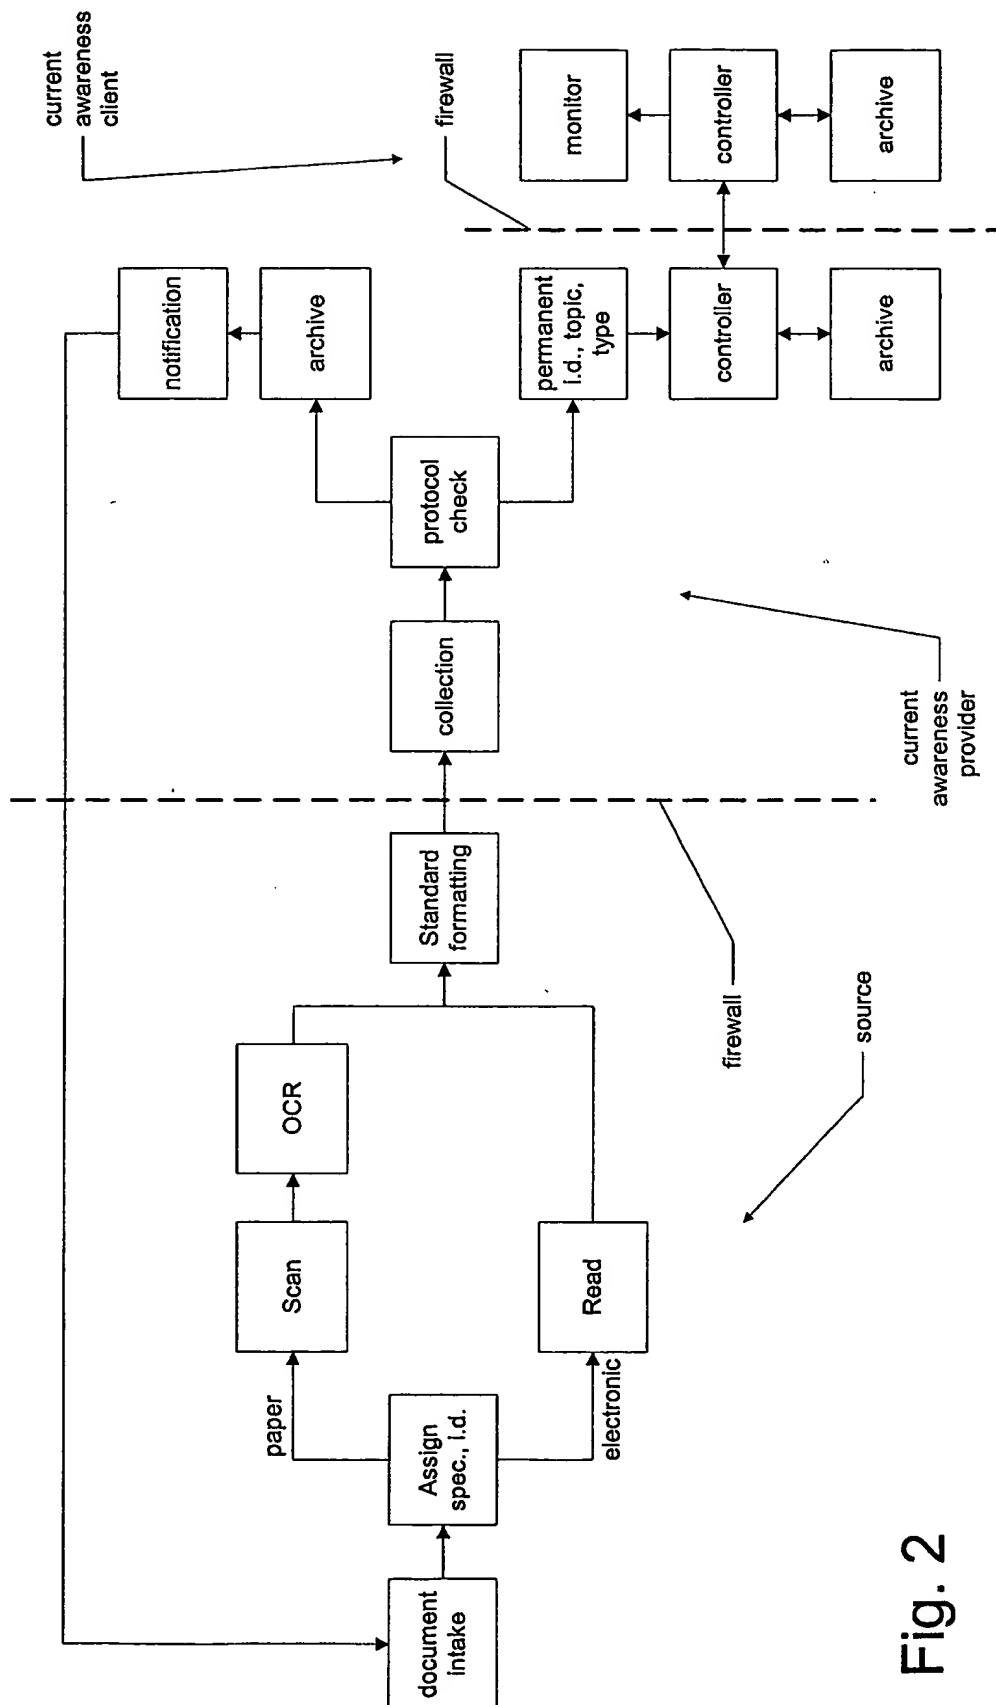 document
intake
Assign
spec., i.d.
paper
Scan
OCR
electronic
Read
Standard
formatting
source
firewall
collection
protocol
check
current
awareness
provider
notification
archive
permanent
i.d., topic,
type
controller
archive
current
awareness
client
firewall
monitor
controller
archive
Fig. 2